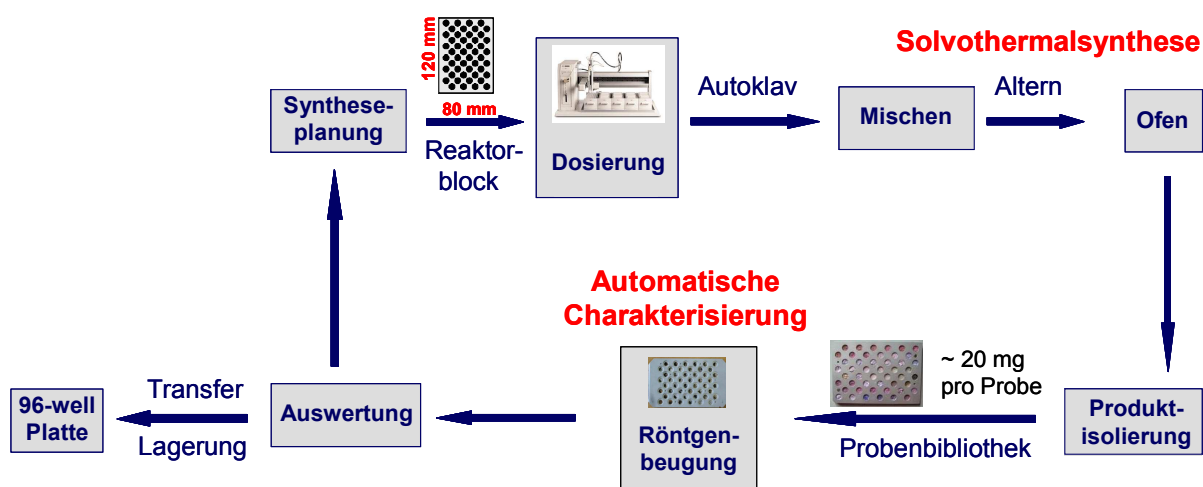 Solvothermalsynthese
120 mm
80 mm
Synthese-
planung
Reaktor-
block
Dosierung
Autoklav
Mischen
Altern
Ofen
Automatische
Charakterisierung
~ 20 mg
pro Probe
96-well
Platte
Transfer
Lagerung
Auswertung
Röntgen-
beugung
Probenbibliothek
Produkt-
isolierung